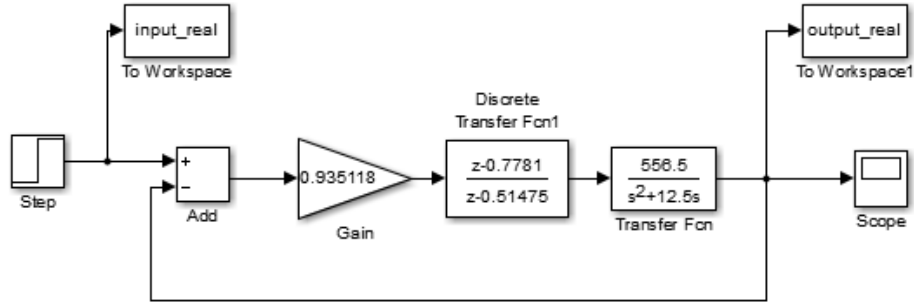 input_real
To Workspace
output_real
To Workspace1
Discrete
Transfer Fcn1
+
−
Step
Add
0.935118
Gain
z-0.7781
z-0.51475
556.5
s²+12.5s
Transfer Fcn
Scope